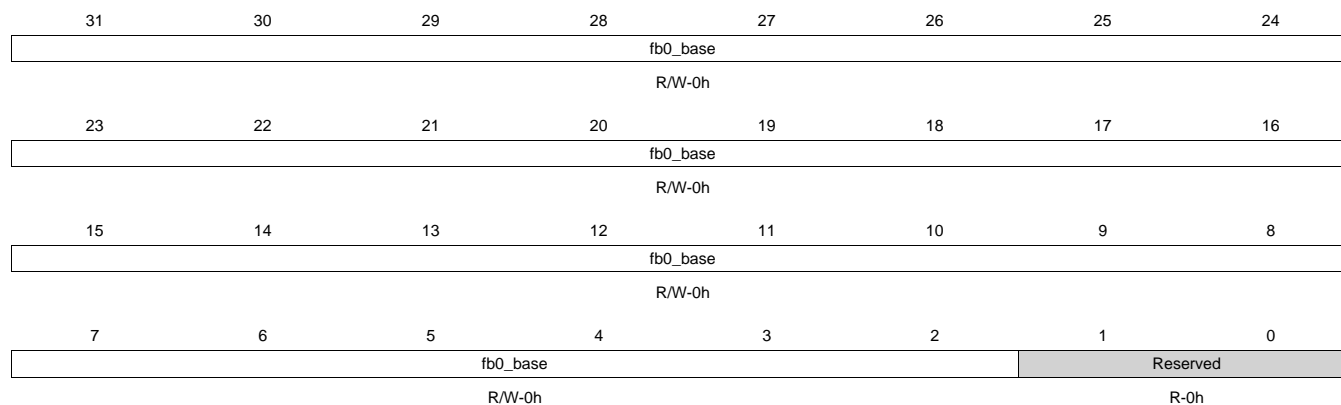 31 30 29 28 27 26 25 24
fb0_base
R/W-0h
23 22 21 20 19 18 17 16
fb0_base
R/W-0h
15 14 13 12 11 10 9 8
fb0_base
R/W-0h
7 6 5 4 3 2 1 0
fb0_base Reserved
R/W-0h R-0h